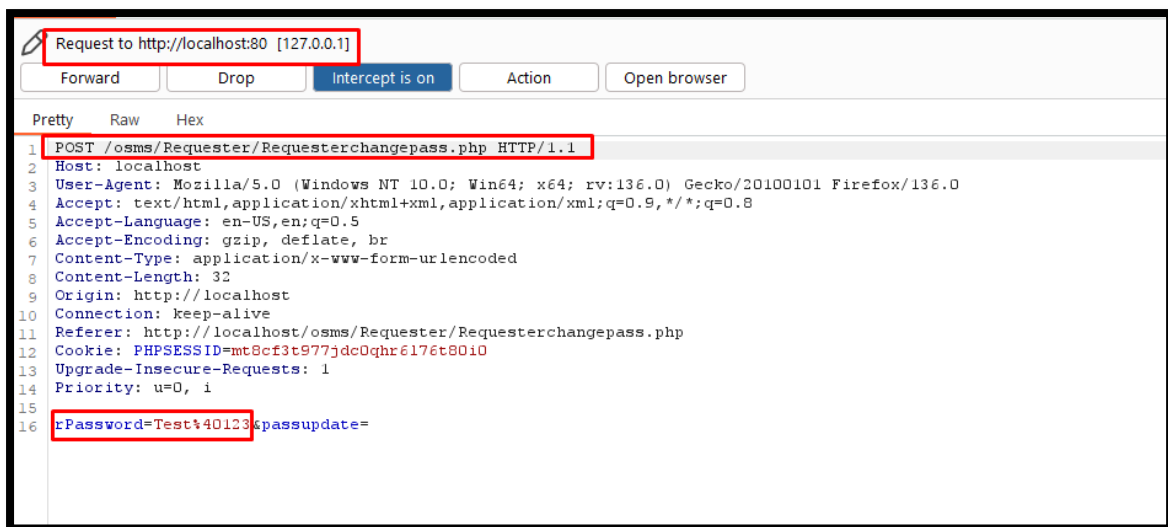 Request to http://localhost:80 [127.0.0.1]
Forward Drop Intercept is on Action Open browser
Pretty Raw Hex
1 POST /osms/Requester/Requesterchangepass.php HTTP/1.1
2 Host: localhost
3 User-Agent: Mozilla/5.0 (Windows NT 10.0; Win64; x64; rv:136.0) Gecko/20100101 Firefox/136.0
4 Accept: text/html,application/xhtml+xml,application/xml;q=0.9,*/*;q=0.8
5 Accept-Language: en-US,en;q=0.5
6 Accept-Encoding: gzip, deflate, br
7 Content-Type: application/x-www-form-urlencoded
8 Content-Length: 32
9 Origin: http://localhost
10 Connection: keep-alive
11 Referer: http://localhost/osms/Requester/Requesterchangepass.php
12 Cookie: PHPSESSID=mt8cf3t977jdc0qhr6176t80i0
13 Upgrade-Insecure-Requests: 1
14 Priority: u=0, i
15
16 rPassword=Test%40123&passupdate=